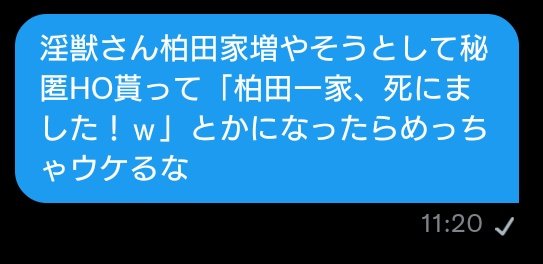 淫獣さん柏田家増やそうとして秘
匿HO貰って「柏田一家、死にま
した！ｗ」とかになったらめっち
ゃウケるな
11:20 ✓